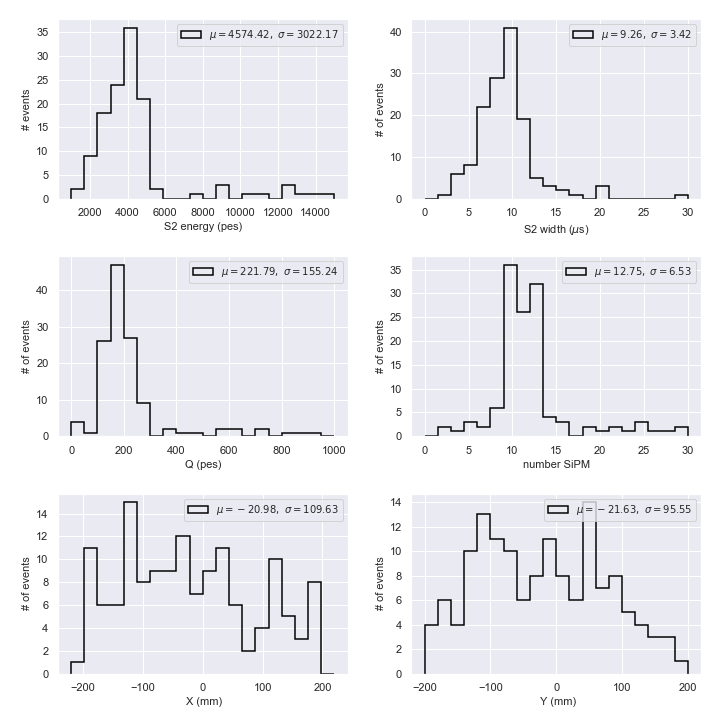 μ = 4574.42, σ = 3022.17
35
30
25
20
15
10
5
0
# events
2000 4000 6000 8000 10000 12000 14000
S2 energy (pes)
μ = 9.26, σ = 3.42
40
30
20
10
0
# of events
0 5 10 15 20 25 30
S2 width (μs)
μ = 221.79, σ = 155.24
40
30
20
10
0
# of events
0 200 400 600 800 1000
Q (pes)
μ = 12.75, σ = 6.53
35
30
25
20
15
10
5
0
# of events
0 5 10 15 20 25 30
number SiPM
μ = −20.98, σ = 109.63
14
12
10
8
6
4
2
0
# of events
−200 −100 0 100 200
X (mm)
μ = −21.63, σ = 95.55
14
12
10
8
6
4
2
0
# of events
−200 −100 0 100 200
Y (mm)